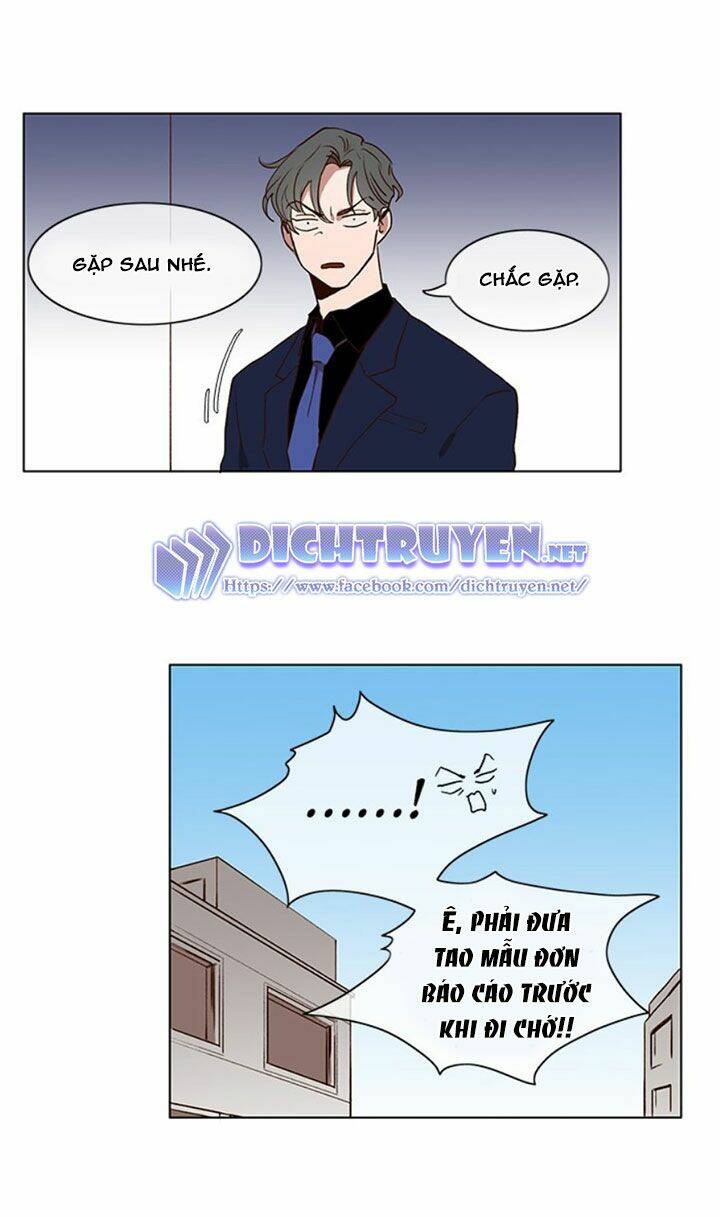 GẶP SAU NHÉ.
CHẮC GẶP.
DICHTRUYEN.NET
Https://www.facebook.com/dichtruyen.net/
......!
Ê, PHẢI ĐƯA
TAO MẪU ĐƠN
BÁO CÁO TRƯỚC
KHI ĐI CHỚ!!